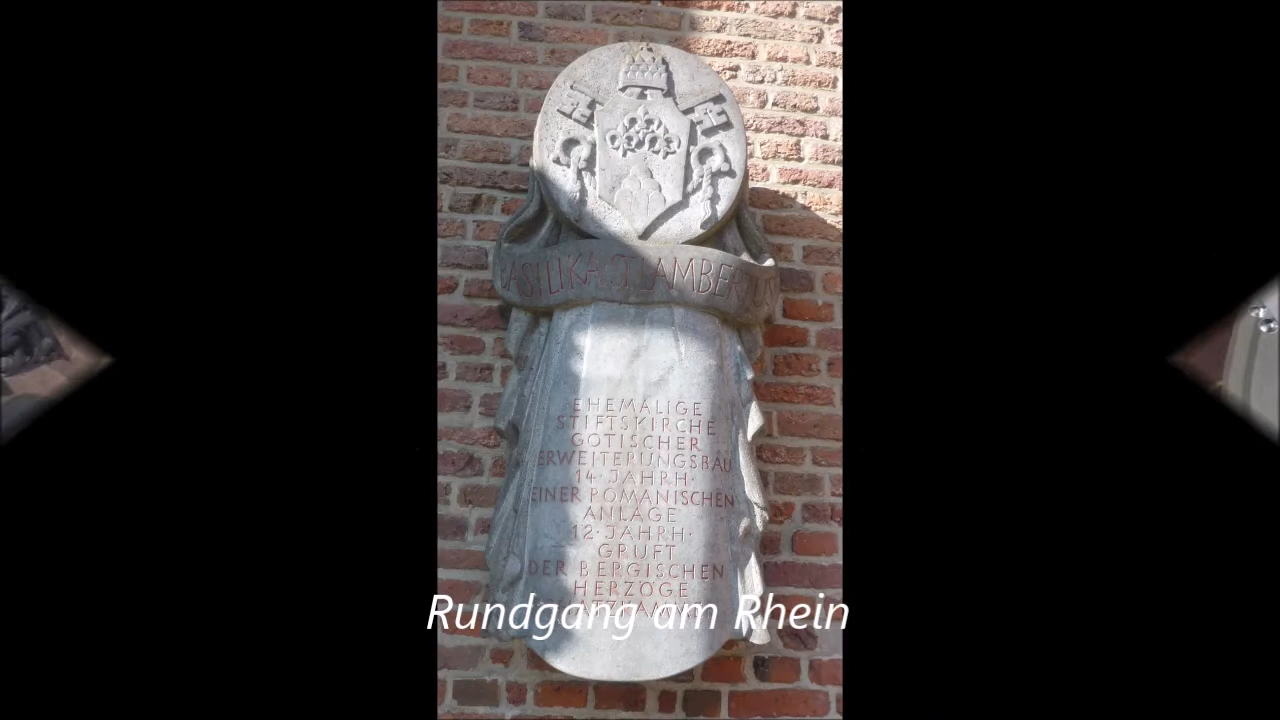 BASILIKA ST. LAMBERTUS
EHEMALIGE
STIFTSKIRCHE
GOTISCHER
ERWEITERUNGSBAU
14·JAHRH·
EINER ROMANISCHEN
ANLAGE
12·JAHRH·
GRUFT
DER BERGISCHEN
HERZÖGE
Rundgang am Rhein